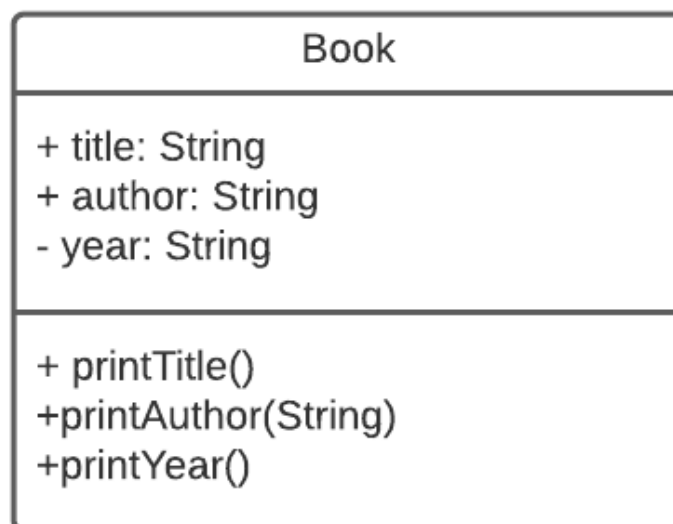 Book
+ title: String
+ author: String
- year: String
+ printTitle()
+printAuthor(String)
+printYear()